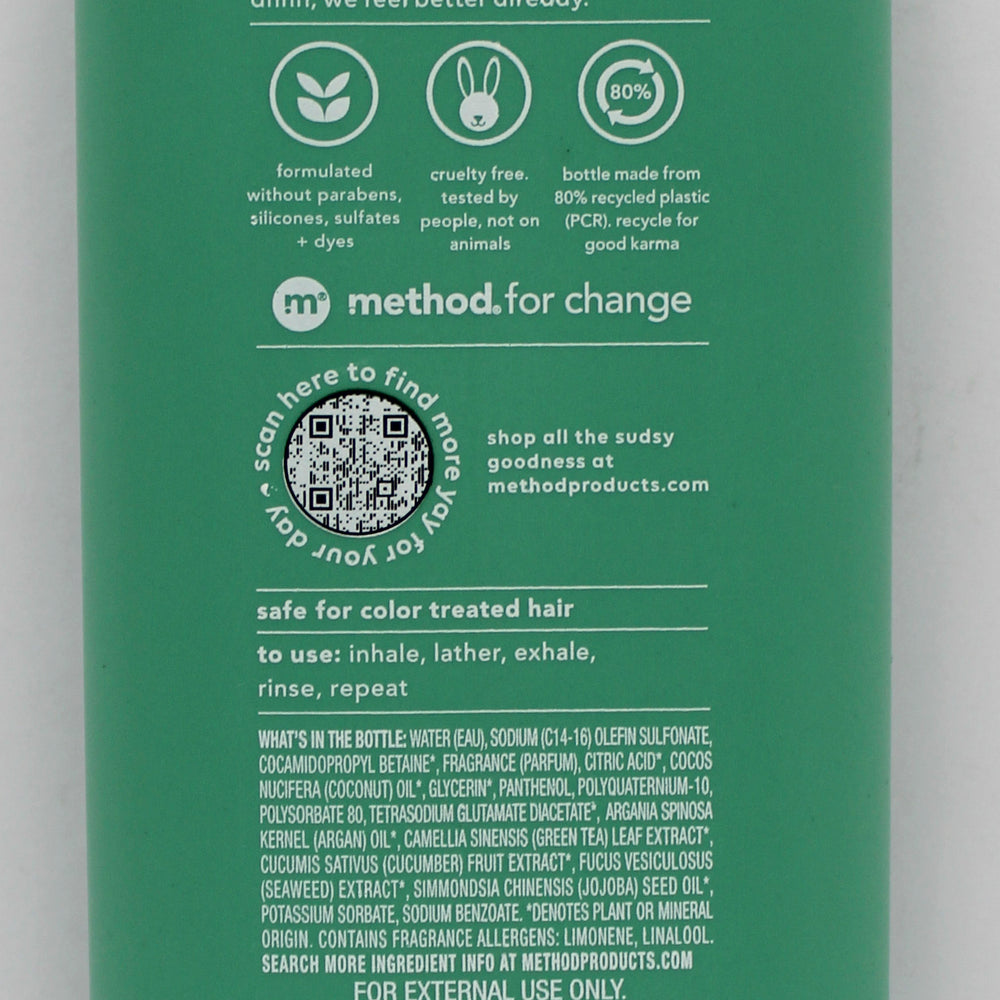 ahhh, we feel better already.
80%
formulated
without parabens,
silicones, sulfates
+ dyes
cruelty free.
tested by
people, not on
animals
bottle made from
80% recycled plastic
(PCR). recycle for
good karma
m® method® for change
scan here to find more yay for your day
shop all the sudsy
goodness at
methodproducts.com
safe for color treated hair
to use: inhale, lather, exhale,
rinse, repeat
WHAT'S IN THE BOTTLE: WATER (EAU), SODIUM (C14-16) OLEFIN SULFONATE,
COCAMIDOPROPYL BETAINE*, FRAGRANCE (PARFUM), CITRIC ACID*, COCOS
NUCIFERA (COCONUT) OIL*, GLYCERIN*, PANTHENOL, POLYQUATERNIUM-10,
POLYSORBATE 80, TETRASODIUM GLUTAMATE DIACETATE*, ARGANIA SPINOSA
KERNEL (ARGAN) OIL*, CAMELLIA SINENSIS (GREEN TEA) LEAF EXTRACT*,
CUCUMIS SATIVUS (CUCUMBER) FRUIT EXTRACT*, FUCUS VESICULOSUS
(SEAWEED) EXTRACT*, SIMMONDSIA CHINENSIS (JOJOBA) SEED OIL*,
POTASSIUM SORBATE, SODIUM BENZOATE. *DENOTES PLANT OR MINERAL
ORIGIN. CONTAINS FRAGRANCE ALLERGENS: LIMONENE, LINALOOL.
SEARCH MORE INGREDIENT INFO AT METHODPRODUCTS.COM
FOR EXTERNAL USE ONLY.